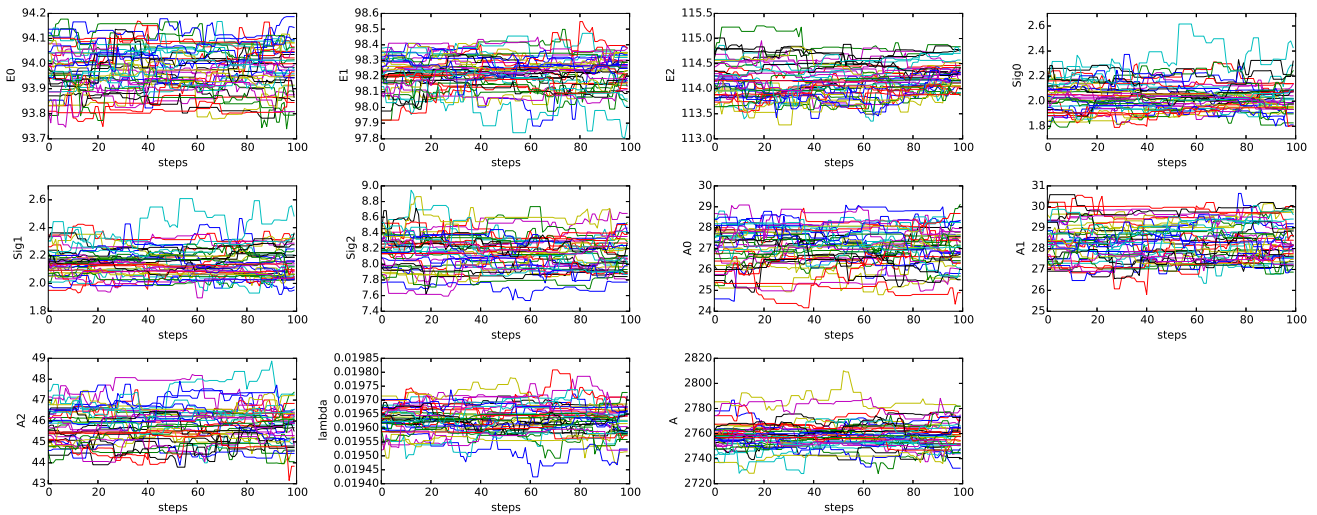 94.2
94.1
94.0
93.9
93.8
93.7
E0
0 20 40 60 80 100
steps
98.6
98.5
98.4
98.3
98.2
98.1
98.0
97.9
97.8
E1
0 20 40 60 80 100
steps
115.5
115.0
114.5
114.0
113.5
113.0
E2
0 20 40 60 80 100
steps
2.6
2.4
2.2
2.0
1.8
Sig0
0 20 40 60 80 100
steps
2.6
2.4
2.2
2.0
1.8
Sig1
0 20 40 60 80 100
steps
9.0
8.8
8.6
8.4
8.2
8.0
7.8
7.6
7.4
Sig2
0 20 40 60 80 100
steps
30
29
28
27
26
25
24
A0
0 20 40 60 80 100
steps
31
30
29
28
27
26
25
A1
0 20 40 60 80 100
steps
49
48
47
46
45
44
43
A2
0 20 40 60 80 100
steps
0.01985
0.01980
0.01975
0.01970
0.01965
0.01960
0.01955
0.01950
0.01945
0.01940
lambda
0 20 40 60 80 100
steps
2820
2800
2780
2760
2740
2720
A
0 20 40 60 80 100
steps